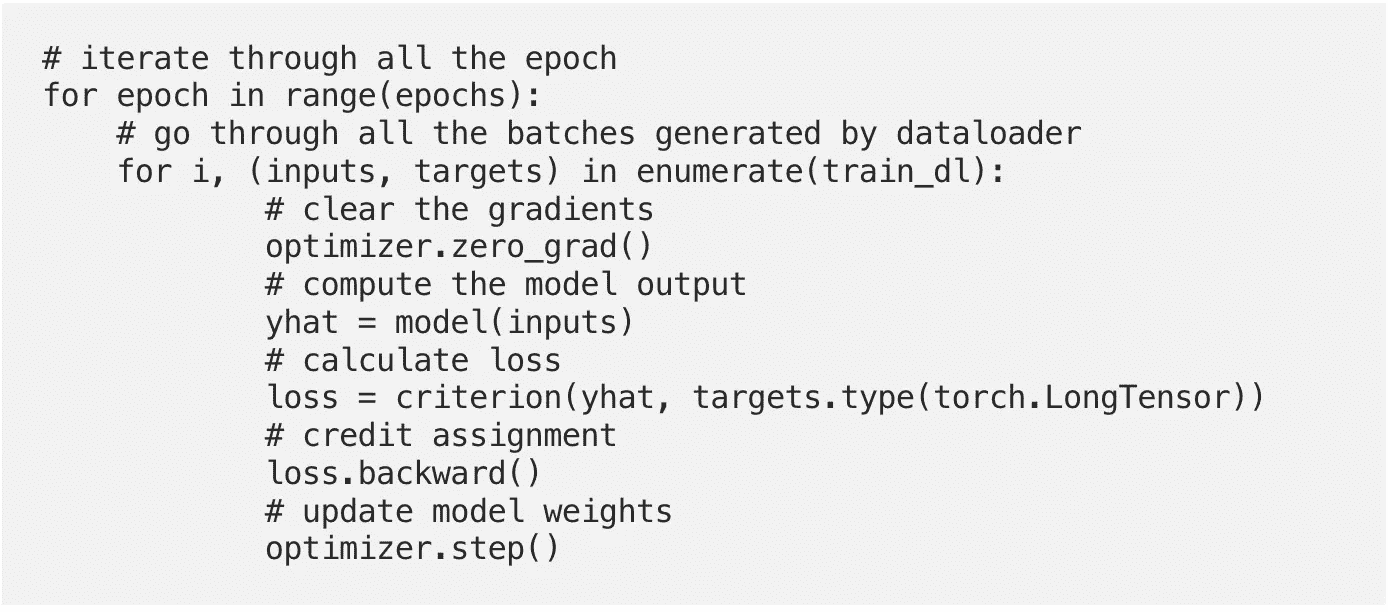 # iterate through all the epoch
for epoch in range(epochs):
    # go through all the batches generated by dataloader
    for i, (inputs, targets) in enumerate(train_dl):
            # clear the gradients
            optimizer.zero_grad()
            # compute the model output
            yhat = model(inputs)
            # calculate loss
            loss = criterion(yhat, targets.type(torch.LongTensor))
            # credit assignment
            loss.backward()
            # update model weights
            optimizer.step()